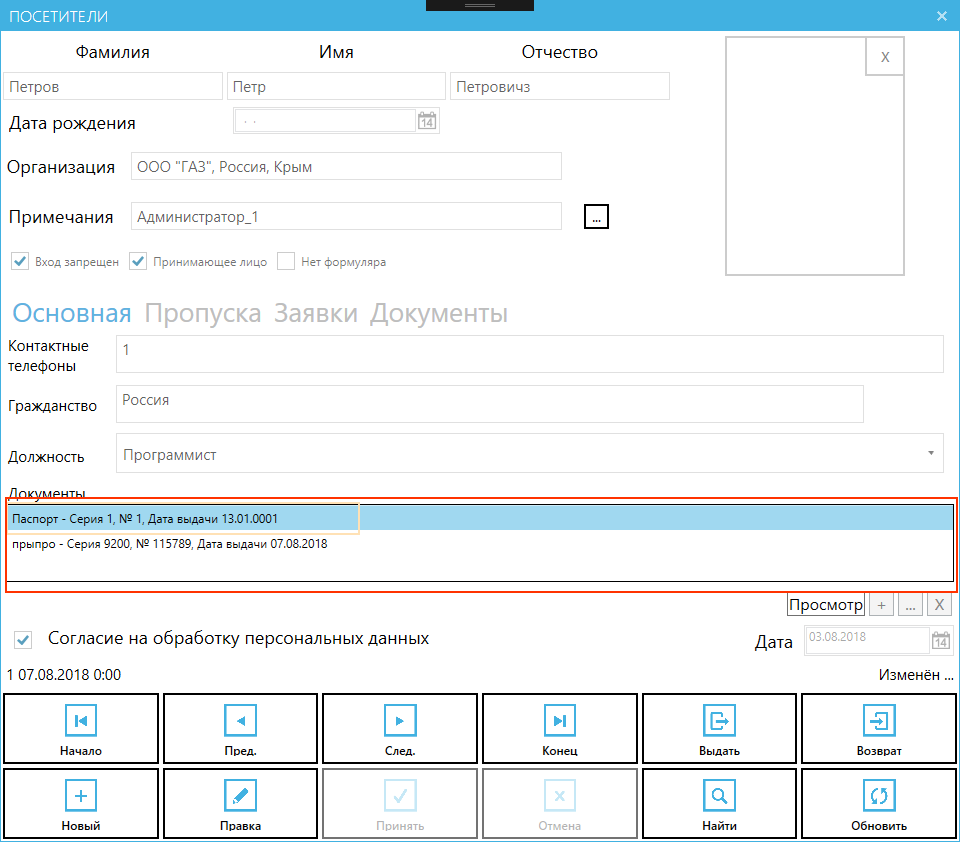 ПОСЕТИТЕЛИ
Фамилия Имя Отчество
X
Петров Петр Петровичз
Дата рождения . . 14
Организация ООО "ГАЗ", Россия, Крым
Примечания Администратор_1 ...
Вход запрещен Принимающее лицо Нет формуляра
Основная Пропуска Заявки Документы
Контактные
телефоны 1
Гражданство Россия
Должность Программист
Документы
Паспорт - Серия 1, № 1, Дата выдачи 13.01.0001
прыпро - Серия 9200, № 115789, Дата выдачи 07.08.2018
Просмотр + ... X
Согласие на обработку персональных данных Дата 03.08.2018 14
1 07.08.2018 0:00 Изменён ...
Начало Пред. След. Конец Выдать Возврат
Новый Правка Принять Отмена Найти Обновить